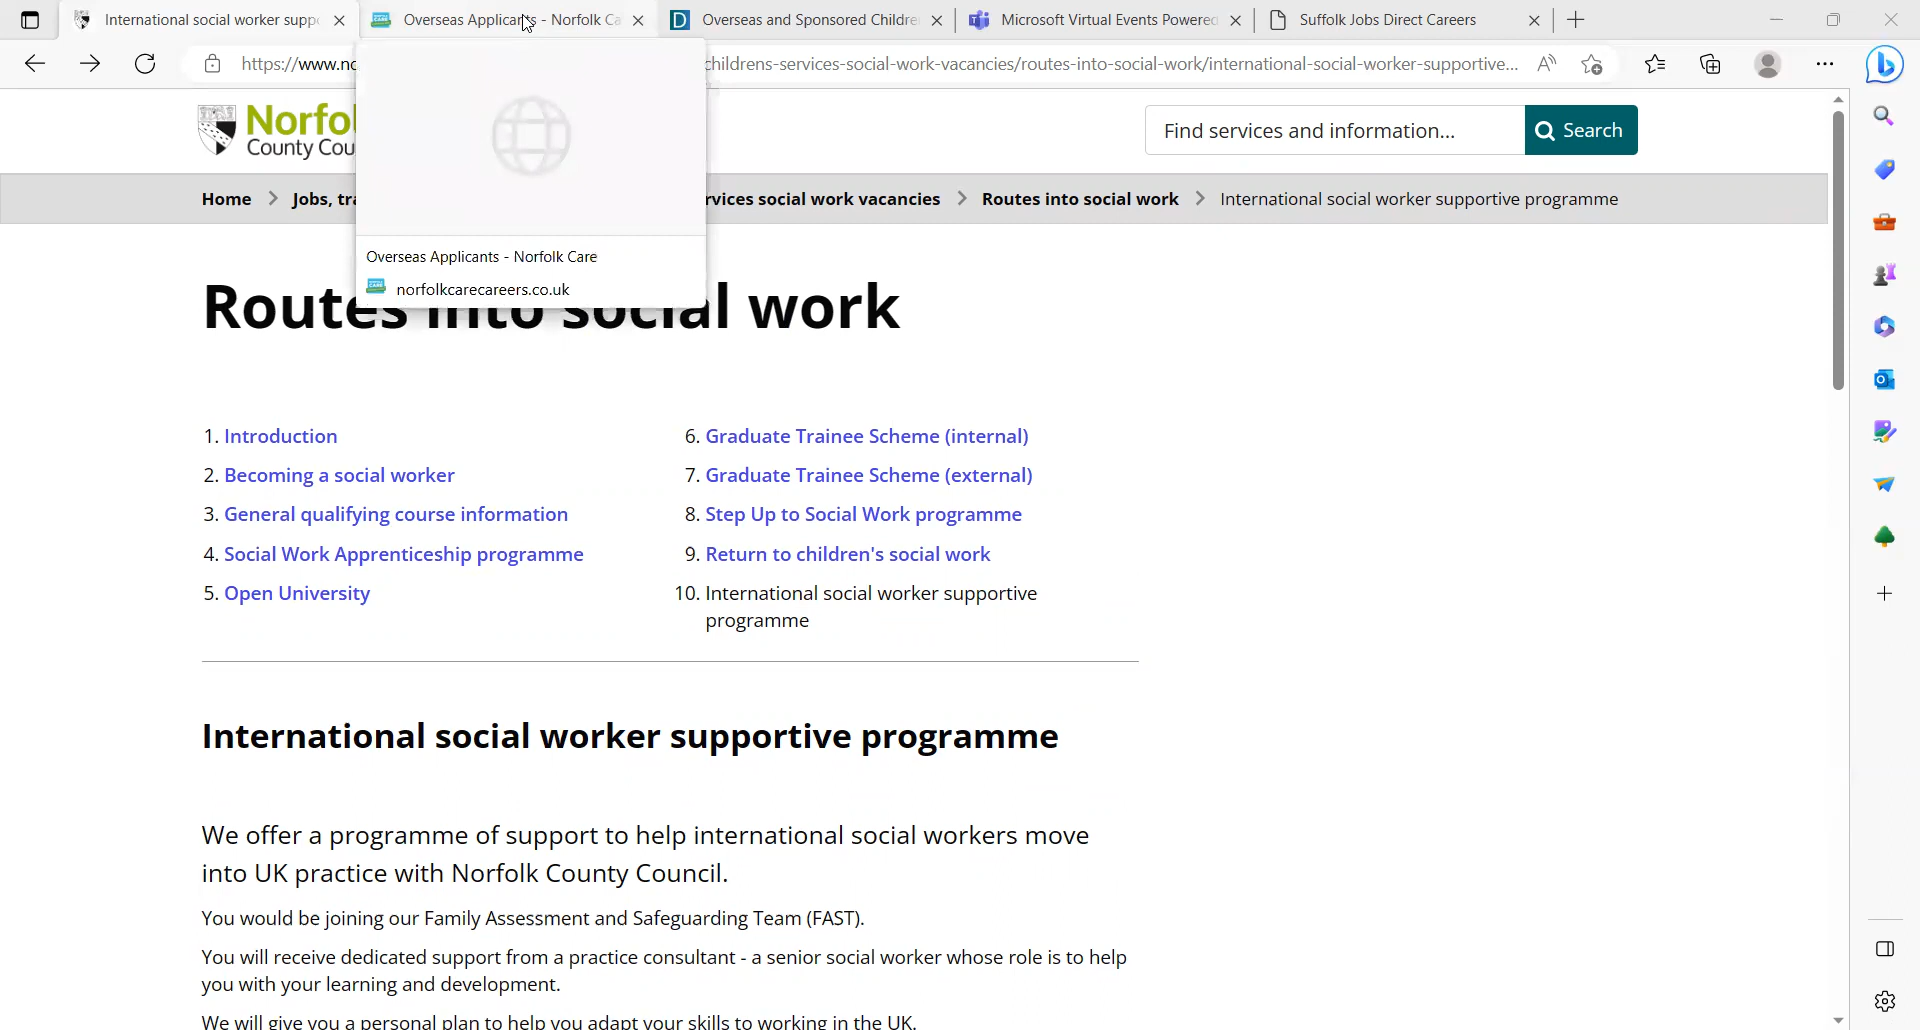 International social worker supp
Overseas Applicants - Norfolk Ca
Overseas and Sponsored Childre
Microsoft Virtual Events Powered
Suffolk Jobs Direct Careers
https://www.no
childrens-services-social-work-vacancies/routes-into-social-work/international-social-worker-supportive...
Norfol
County Cou
Find services and information...
Search
Home > Jobs, tra
rvices social work vacancies > Routes into social work > International social worker supportive programme
Overseas Applicants - Norfolk Care
norfolkcarecareers.co.uk
Routes into social work
1. Introduction
2. Becoming a social worker
3. General qualifying course information
4. Social Work Apprenticeship programme
5. Open University
6. Graduate Trainee Scheme (internal)
7. Graduate Trainee Scheme (external)
8. Step Up to Social Work programme
9. Return to children's social work
10. International social worker supportive
programme
International social worker supportive programme
We offer a programme of support to help international social workers move
into UK practice with Norfolk County Council.
You would be joining our Family Assessment and Safeguarding Team (FAST).
You will receive dedicated support from a practice consultant - a senior social worker whose role is to help
you with your learning and development.
We will give you a personal plan to help you adapt your skills to working in the UK.